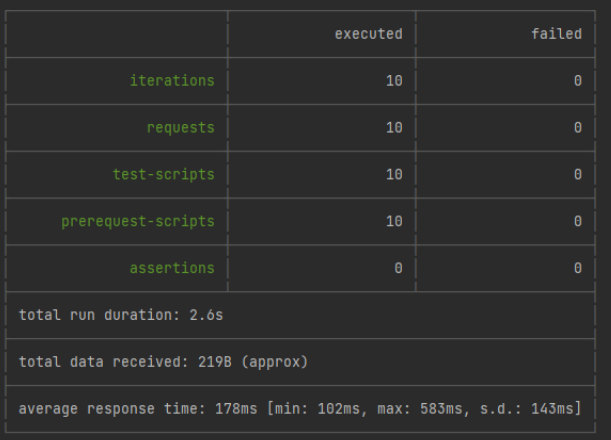 executed failed
iterations 10 0
requests 10 0
test-scripts 10 0
prerequest-scripts 10 0
assertions 0 0
total run duration: 2.6s
total data received: 219B (approx)
average response time: 178ms [min: 102ms, max: 583ms, s.d.: 143ms]